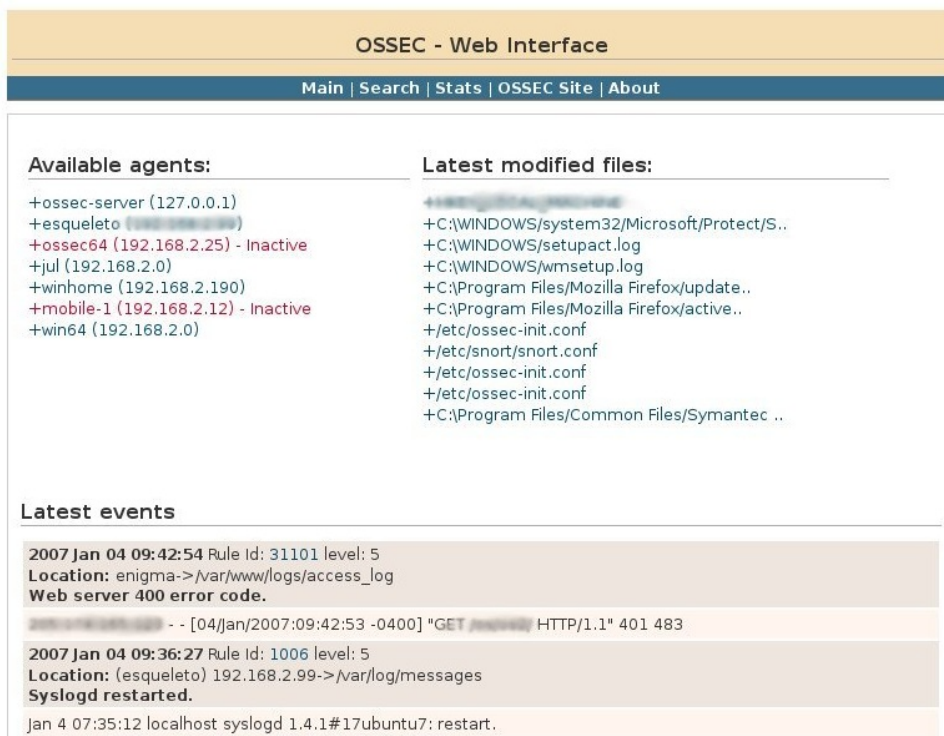 OSSEC - Web Interface
Main | Search | Stats | OSSEC Site | About
Available agents:
+ossec-server (127.0.0.1)
+esqueleto ( )
+ossec64 (192.168.2.25) - Inactive
+jul (192.168.2.0)
+winhome (192.168.2.190)
+mobile-1 (192.168.2.12) - Inactive
+win64 (192.168.2.0)
Latest modified files:
+C:\WINDOWS/system32/Microsoft/Protect/S..
+C:\WINDOWS/setupact.log
+C:\WINDOWS/wmsetup.log
+C:\Program Files/Mozilla Firefox/update..
+C:\Program Files/Mozilla Firefox/active..
+/etc/ossec-init.conf
+/etc/snort/snort.conf
+/etc/ossec-init.conf
+/etc/ossec-init.conf
+C:\Program Files/Common Files/Symantec ..
Latest events
2007 Jan 04 09:42:54 Rule Id: 31101 level: 5
Location: enigma->/var/www/logs/access_log
Web server 400 error code.
- - [04/Jan/2007:09:42:53 -0400] "GET HTTP/1.1" 401 483
2007 Jan 04 09:36:27 Rule Id: 1006 level: 5
Location: (esqueleto) 192.168.2.99->/var/log/messages
Syslogd restarted.
Jan 4 07:35:12 localhost syslogd 1.4.1#17ubuntu7: restart.